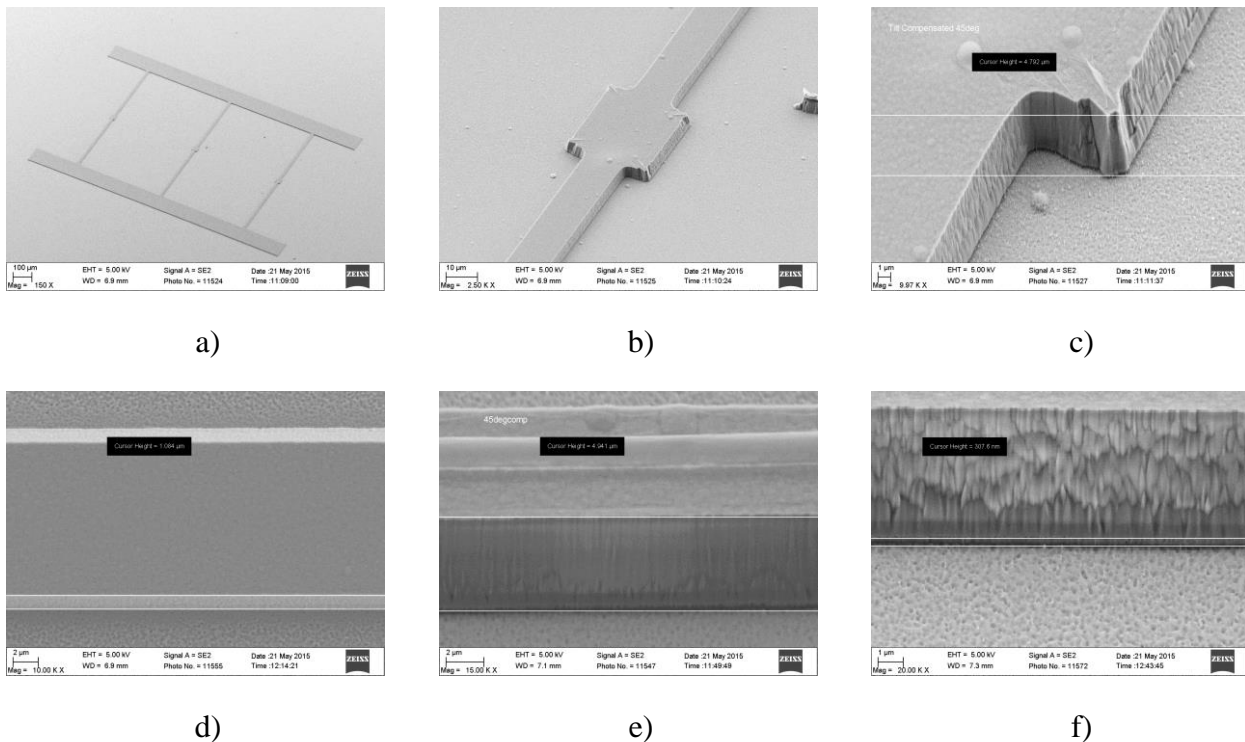 Tilt Compensated 45deg
Cursor Height = 4.792 µm
100 µm
Mag = 150 X
EHT = 5.00 kV
WD = 6.9 mm
Signal A = SE2
Photo No. = 11524
Date :21 May 2015
Time :11:09:00
ZEISS
10 µm
Mag = 2.50 K X
EHT = 5.00 kV
WD = 6.9 mm
Signal A = SE2
Photo No. = 11525
Date :21 May 2015
Time :11:10:24
ZEISS
1 µm
Mag = 9.97 K X
EHT = 5.00 kV
WD = 6.9 mm
Signal A = SE2
Photo No. = 11527
Date :21 May 2015
Time :11:11:37
ZEISS
a)
b)
c)
Cursor Height = 1.084 µm
2 µm
Mag = 10.00 K X
EHT = 5.00 kV
WD = 6.9 mm
Signal A = SE2
Photo No. = 11555
Date :21 May 2015
Time :12:14:21
ZEISS
45degcomp
Cursor Height = 4.941 µm
2 µm
Mag = 15.00 K X
EHT = 5.00 kV
WD = 7.1 mm
Signal A = SE2
Photo No. = 11547
Date :21 May 2015
Time :11:49:49
ZEISS
Cursor Height = 307.6 nm
1 µm
Mag = 20.00 K X
EHT = 5.00 kV
WD = 7.3 mm
Signal A = SE2
Photo No. = 11572
Date :21 May 2015
Time :12:43:45
ZEISS
d)
e)
f)